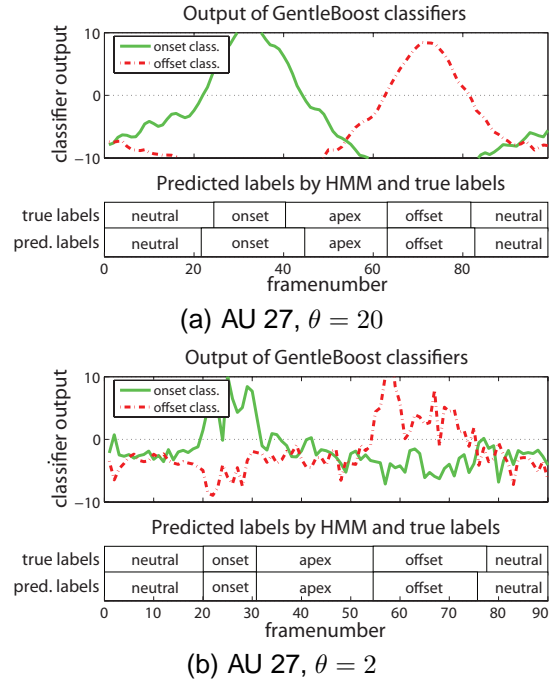 Output of GentleBoost classifiers
10
onset class.
offset class.
0
-10
classifier output
Predicted labels by HMM and true labels
true labels neutral onset apex offset neutral
pred. labels neutral onset apex offset neutral
0 20 40 60 80
framenumber
(a) AU 27, θ = 20
Output of GentleBoost classifiers
10
onset class.
offset class.
0
-10
classifier output
Predicted labels by HMM and true labels
true labels neutral onset apex offset neutral
pred. labels neutral onset apex offset neutral
0 10 20 30 40 50 60 70 80 90
framenumber
(b) AU 27, θ = 2